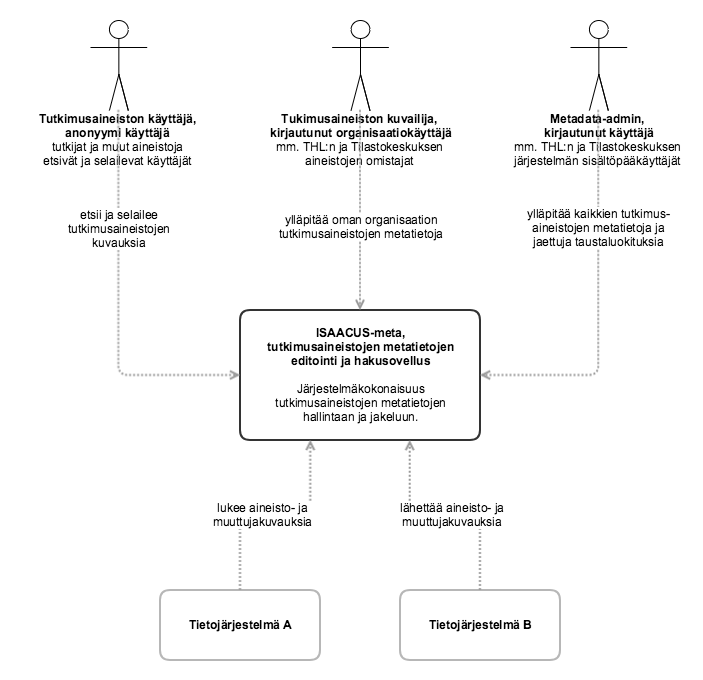 Tutkimusaineiston käyttäjä,
anonyymi käyttäjä
tutkijat ja muut aineistoja
etsivät ja selailevat käyttäjät
Tukimusaineiston kuvailija,
kirjautunut organisaatiokäyttäjä
mm. THL:n ja Tilastokeskuksen
aineistojen omistajat
Metadata-admin,
kirjautunut käyttäjä
mm. THL:n ja Tilastokeskuksen
järjestelmän sisältöpääkäyttäjät
etsii ja selailee
tutkimusaineistojen
kuvauksia
ylläpitää oman organisaation
tutkimusaineistojen metatietoja
ylläpitää kaikkien tutkimus-
aineistojen metatietoja ja
jaettuja taustaluokituksia
ISAACUS-meta,
tutkimusaineistojen metatietojen
editointi ja hakusovellus
Järjestelmäkokonaisuus
tutkimusaineistojen metatietojen
hallintaan ja jakeluun.
lukee aineisto- ja
muuttujakuvauksia
lähettää aineisto- ja
muuttujakuvauksia
Tietojärjestelmä A
Tietojärjestelmä B